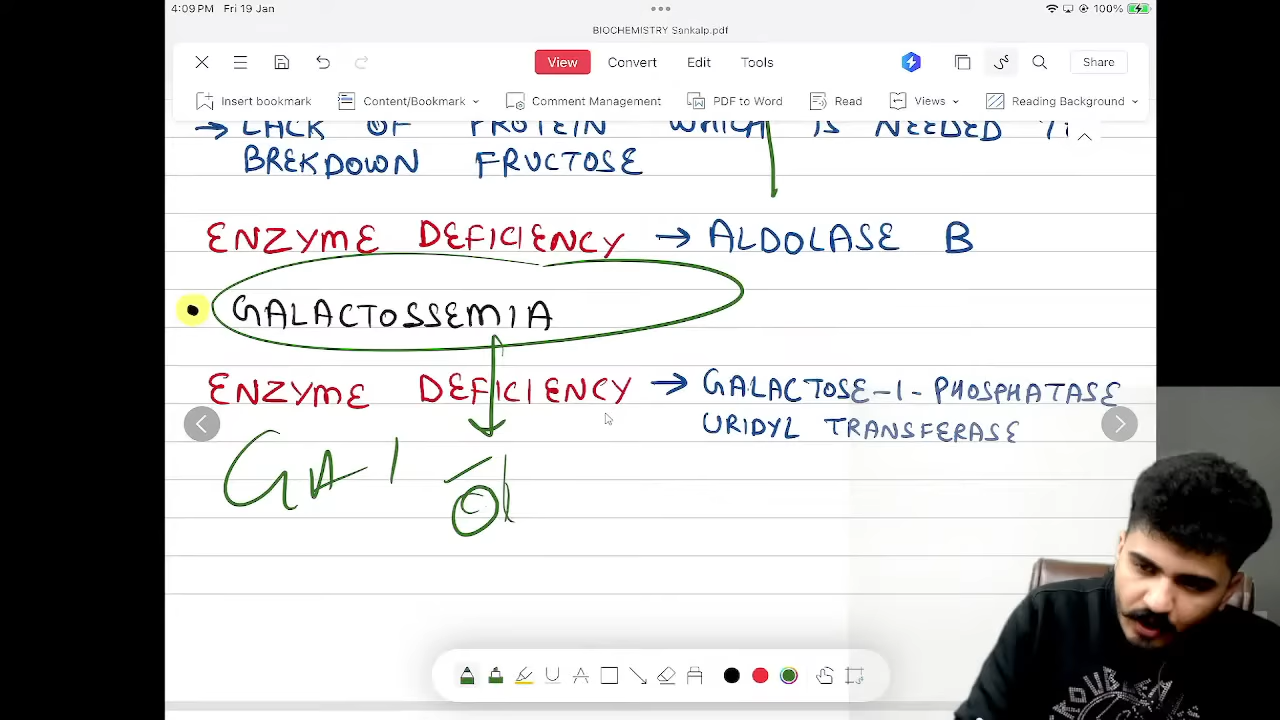 4:09 PM Fri 19 Jan
100%
BIOCHEMISTRY Sankalp.pdf
View Convert Edit Tools Share
Insert bookmark Content/Bookmark Comment Management PDF to Word Read Views Reading Background
→ LACK OF PROTEIN WHICH IS NEEDED
BREKDOWN FRUCTOSE
ENZYME DEFICIENCY → ALDOLASE B
• GALACTOSSEMIA
ENZYME DEFICIENCY → GALACTOSE-1-PHOSPHATASE
URIDYL TRANSFERASE
GAL